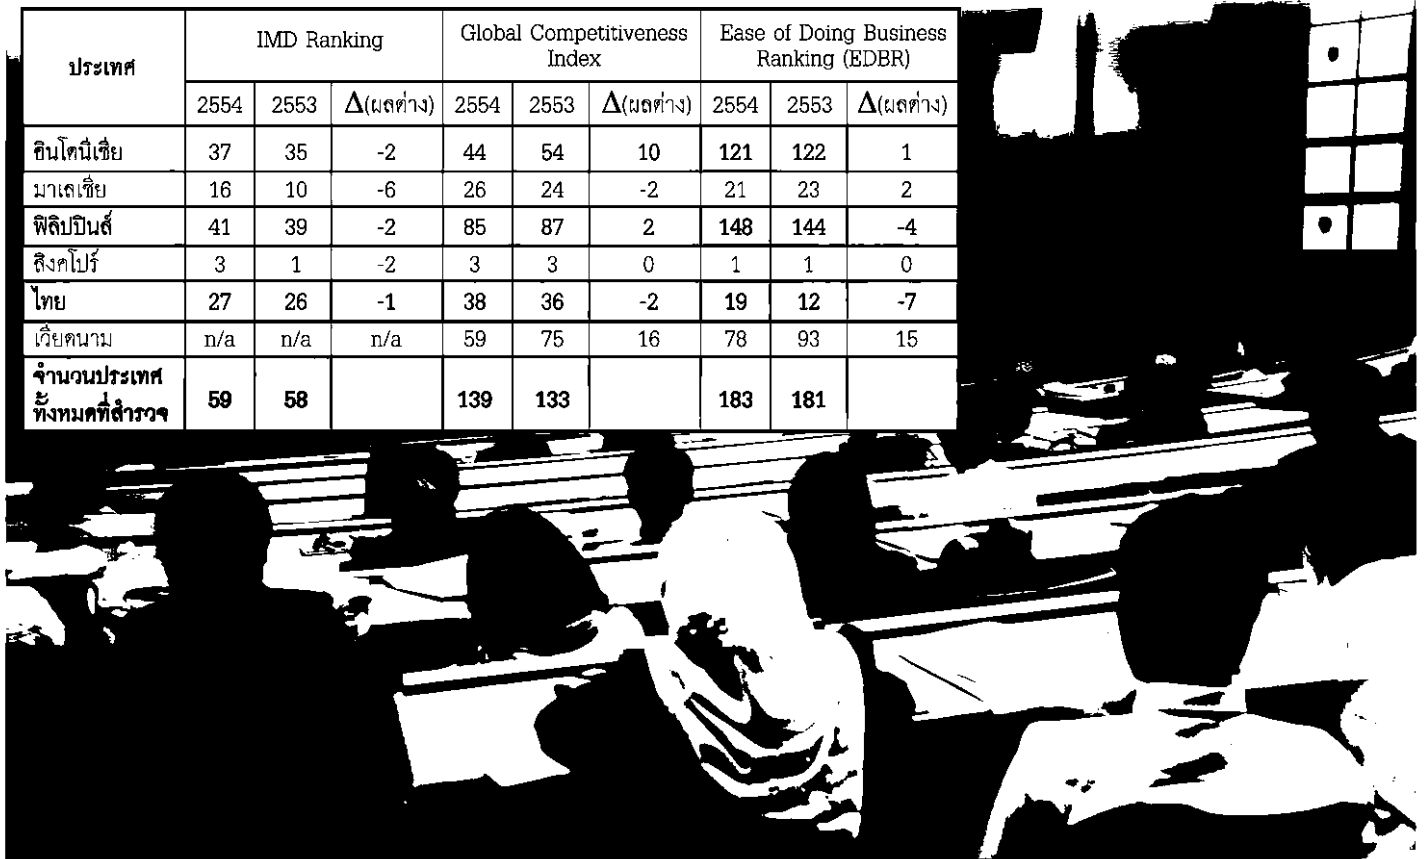 ประเทศ IMD Ranking Global Competitiveness Index Ease of Doing Business Ranking (EDBR)
2554 2553 Δ(ผลต่าง) 2554 2553 Δ(ผลต่าง) 2554 2553 Δ(ผลต่าง)
อินโดนีเซีย 37 35 -2 44 54 10 121 122 1
มาเลเซีย 16 10 -6 26 24 -2 21 23 2
ฟิลิปปินส์ 41 39 -2 85 87 2 148 144 -4
สิงคโปร์ 3 1 -2 3 3 0 1 1 0
ไทย 27 26 -1 38 36 -2 19 12 -7
เวียดนาม n/a n/a n/a 59 75 16 78 93 15
จำนวนประเทศ
ทั้งหมดที่สำรวจ 59 58 139 133 183 181